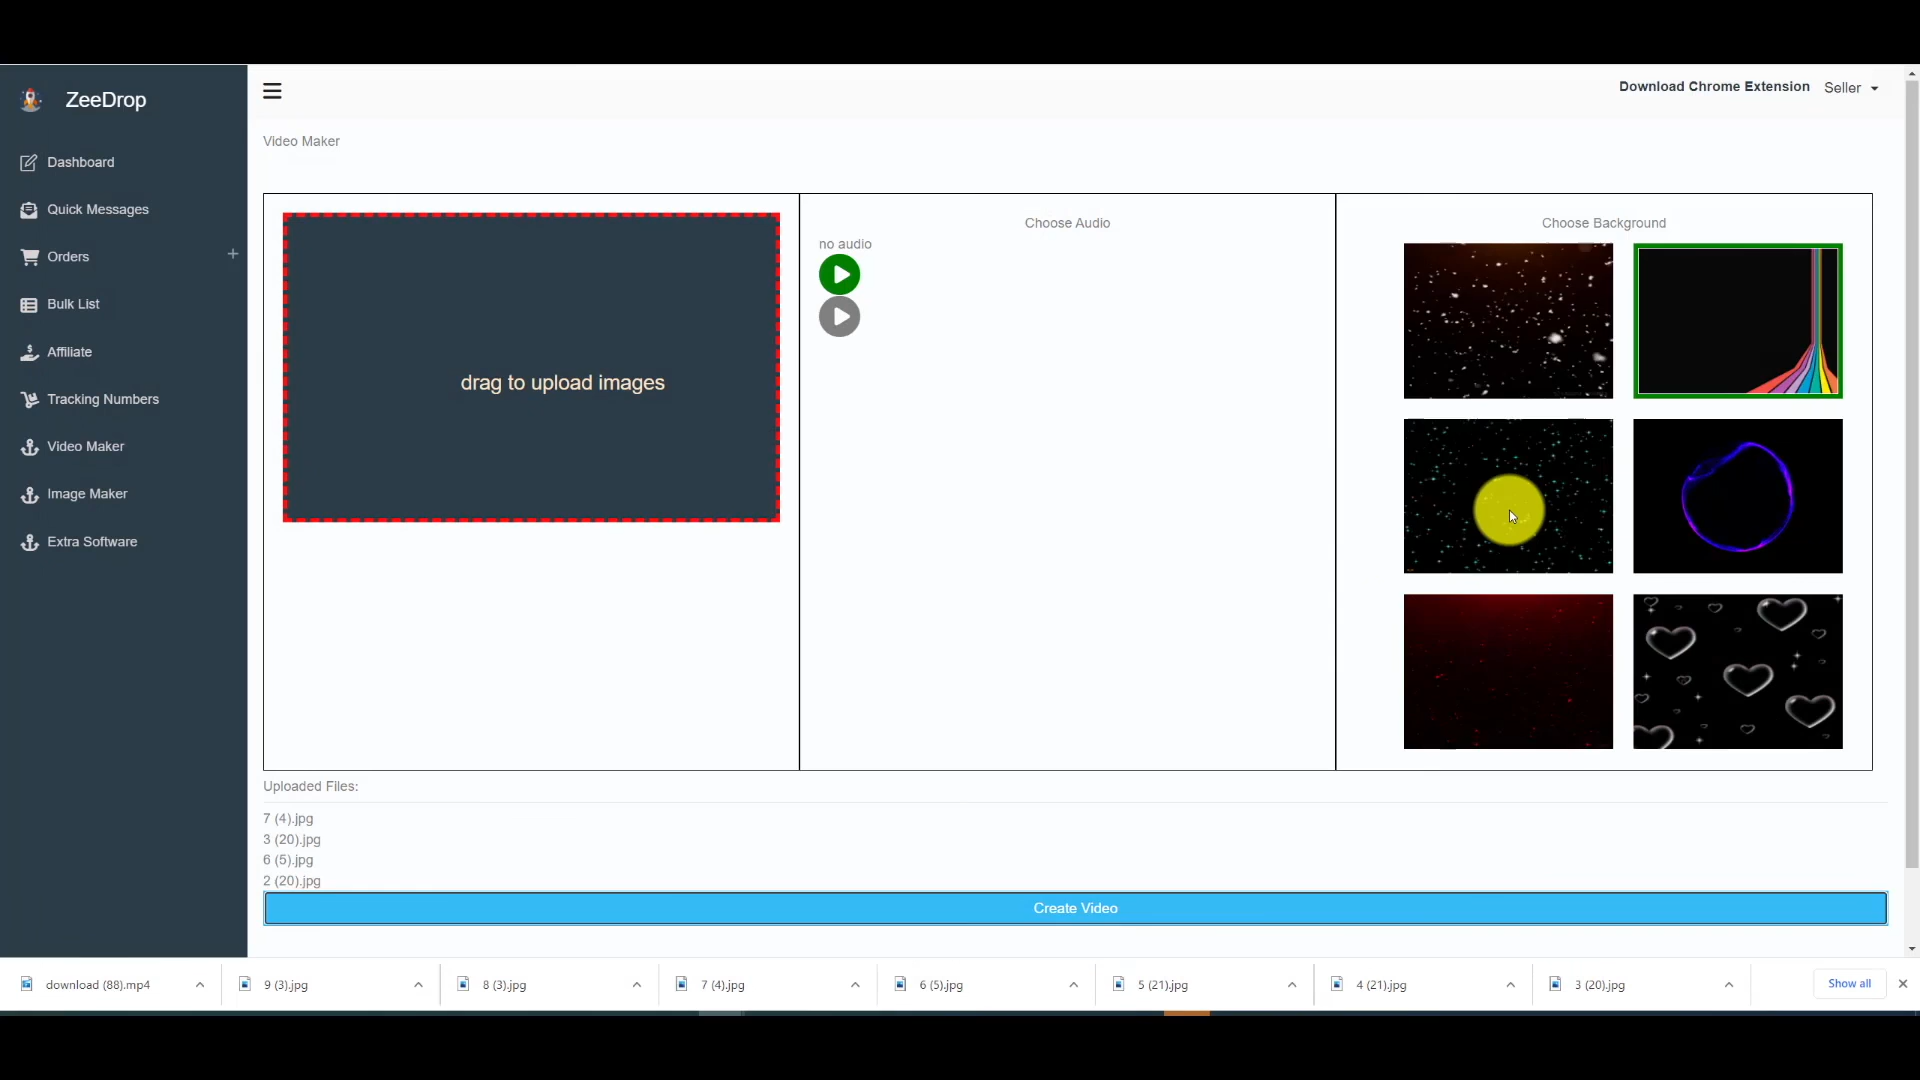 ZeeDrop
Download Chrome Extension
Seller
Dashboard
Quick Messages
Orders
Bulk List
Affiliate
Tracking Numbers
Video Maker
Image Maker
Extra Software
Video Maker
drag to upload images
Choose Audio
no audio
Choose Background
Uploaded Files:
7 (4).jpg
3 (20).jpg
6 (5).jpg
2 (20).jpg
Create Video
download (88).mp4
9 (3).jpg
8 (3).jpg
7 (4).jpg
6 (5).jpg
5 (21).jpg
4 (21).jpg
3 (20).jpg
Show all